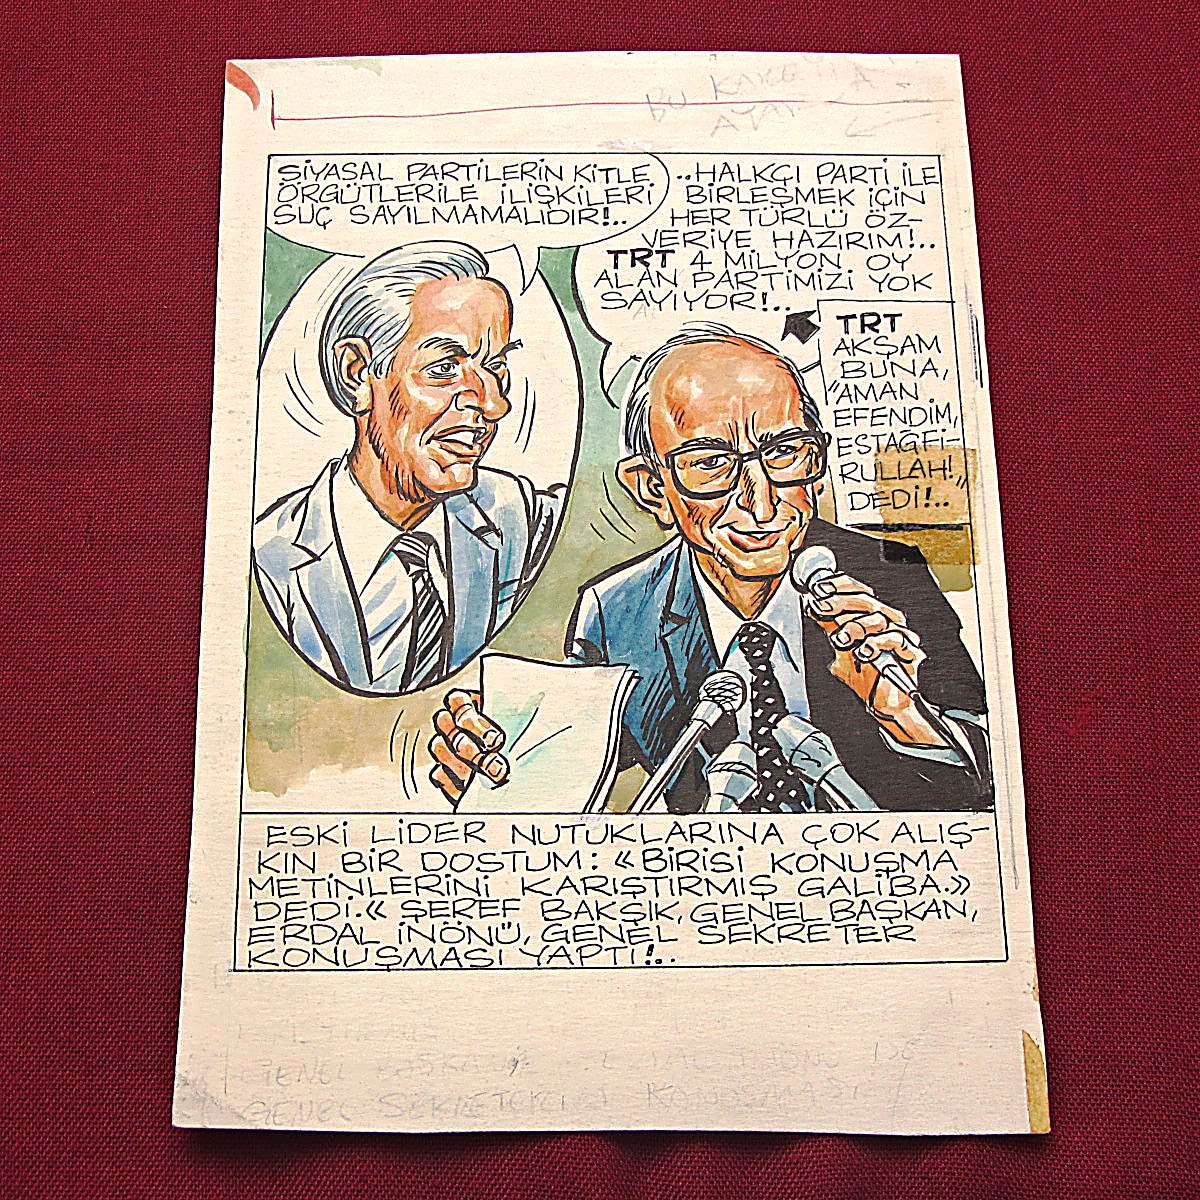 BU KARE
SİYASAL PARTİLERİN KİTLE
ÖRGÜTLERİLE İLİŞKİLERİ
SUÇ SAYILMAMALIDIR!..
..HALKÇI PARTİ İLE
BİRLEŞMEK İÇİN
HER TÜRLÜ ÖZ-
VERİYE HAZIRIM!..
TRT 4 MİLYON OY
ALAN PARTİMİZİ YOK
SAYIYOR!..
TRT
AKŞAM
BUNA,
"AMAN
EFENDİM,
ESTAĞFİ-
RULLAH!"
DEDİ!..
ESKİ LİDER NUTUKLARINA ÇOK ALIŞ-
KIN BİR DOSTUM: «BİRİSİ KONUŞMA
METİNLERİNİ KARIŞTIRMIŞ GALİBA.»
DEDİ.« ŞEREF BAKŞIK, GENEL BAŞKAN,
ERDAL İNÖNÜ, GENEL SEKRETER
KONUŞMASI YAPTI!..
GENEL